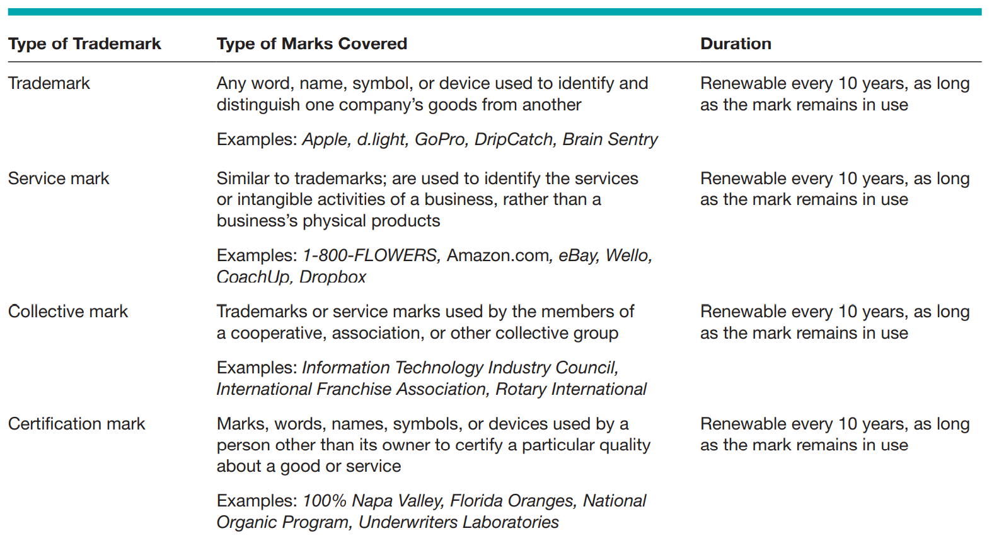 Type of Trademark Type of Marks Covered Duration
Trademark Any word, name, symbol, or device used to identify and Renewable every 10 years, as long
distinguish one company’s goods from another as the mark remains in use
Examples: Apple, d.light, GoPro, DripCatch, Brain Sentry
Service mark Similar to trademarks; are used to identify the services Renewable every 10 years, as long
or intangible activities of a business, rather than a as the mark remains in use
business’s physical products
Examples: 1-800-FLOWERS, Amazon.com, eBay, Wello,
CoachUp, Dropbox
Collective mark Trademarks or service marks used by the members of Renewable every 10 years, as long
a cooperative, association, or other collective group as the mark remains in use
Examples: Information Technology Industry Council,
International Franchise Association, Rotary International
Certification mark Marks, words, names, symbols, or devices used by a Renewable every 10 years, as long
person other than its owner to certify a particular quality as the mark remains in use
about a good or service
Examples: 100% Napa Valley, Florida Oranges, National
Organic Program, Underwriters Laboratories